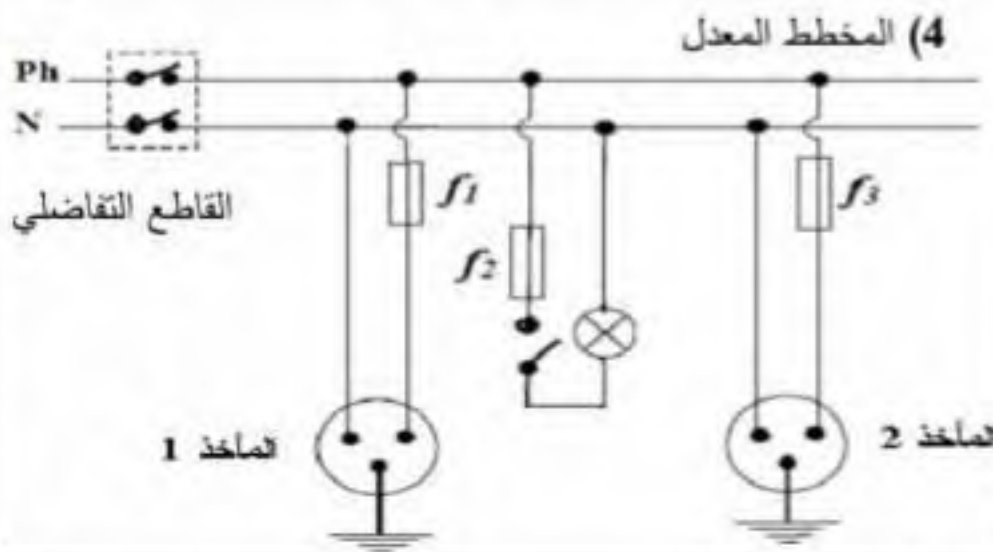 4) المخطط المعدل
Ph
N
القاطع التفاضلي
f1
f2
f3
المأخذ 1
المأخذ 2